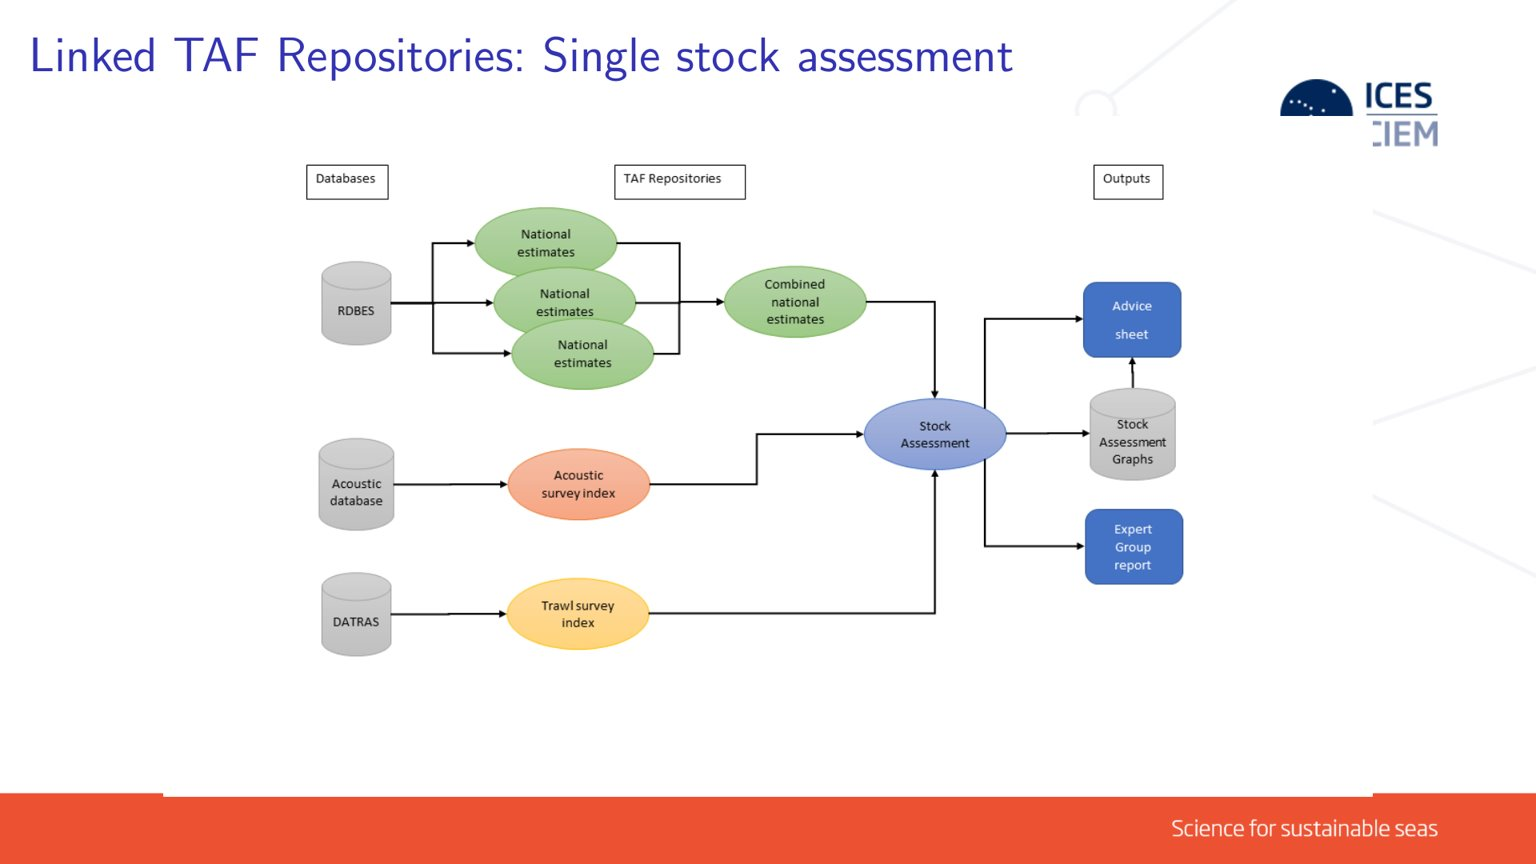 Linked TAF Repositories: Single stock assessment
ICES
CIEM
Databases
TAF Repositories
Outputs
National
estimates
National
estimates
National
estimates
RDBES
Combined
national
estimates
Advice
sheet
Stock
Assessment
Stock
Assessment
Graphs
Acoustic
database
Acoustic
survey index
Expert
Group
report
DATRAS
Trawl survey
index
Science for sustainable seas